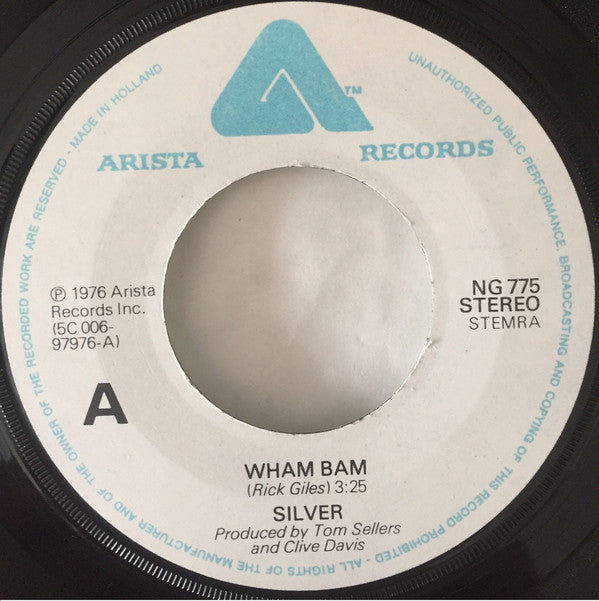 ARISTA RECORDS
TM
UNAUTHORIZED PUBLIC PERFORMANCE, BROADCASTING AND COPYING OF THIS RECORD PROHIBITED - ALL RIGHTS OF THE MANUFACTURER AND OF THE OWNER OF THE RECORDED WORK ARE RESERVED - MADE IN HOLLAND
℗ 1976 Arista
Records Inc.
(5C 006-
97976-A)
NG 775
STEREO
STEMRA
A
WHAM BAM
(Rick Giles) 3:25
SILVER
Produced by Tom Sellers
and Clive Davis